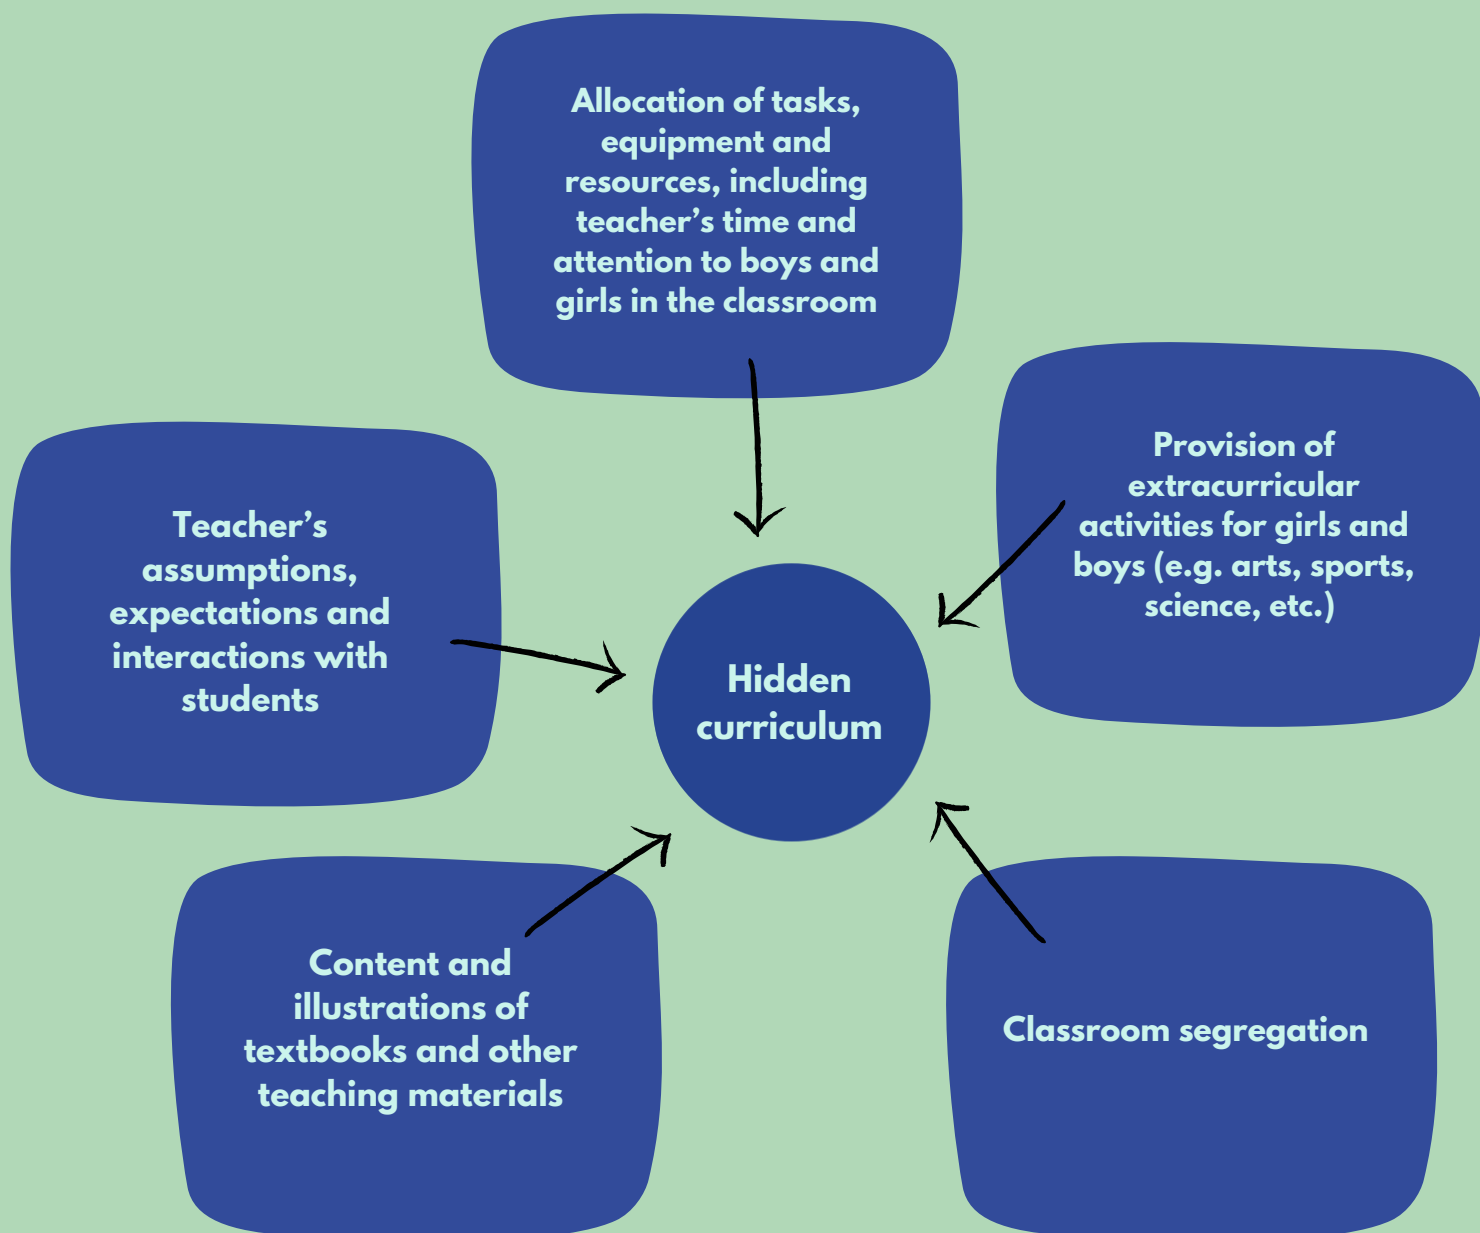 Allocation of tasks,
equipment and
resources, including
teacher’s time and
attention to boys and
girls in the classroom
Provision of
extracurricular
activities for girls and
boys (e.g. arts, sports,
science, etc.)
Teacher’s
assumptions,
expectations and
interactions with
students
Hidden
curriculum
Content and
illustrations of
textbooks and other
teaching materials
Classroom segregation